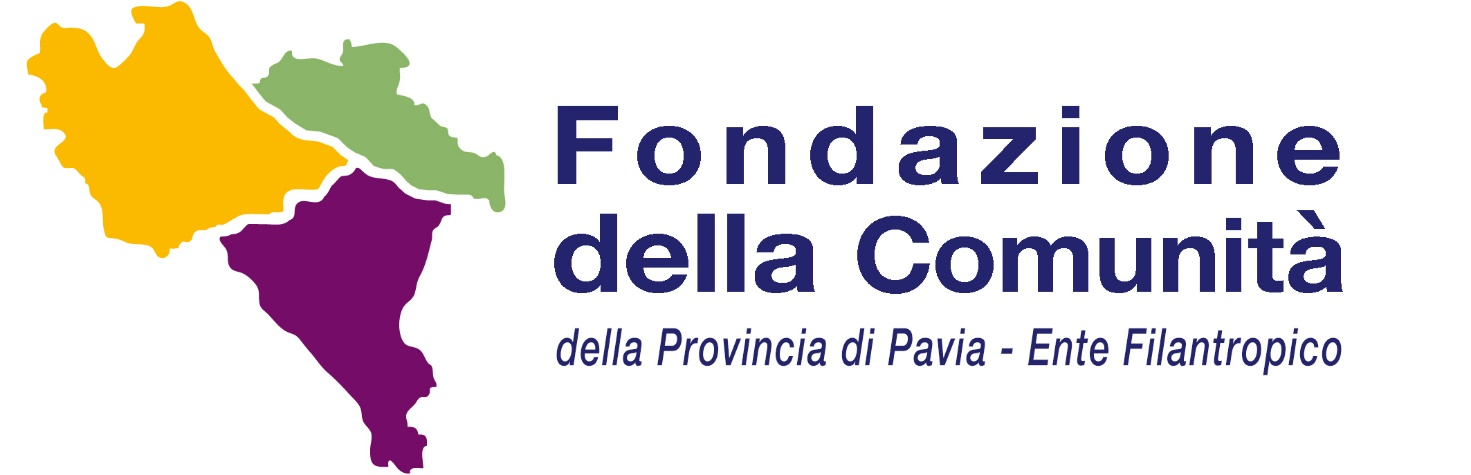 Fondazione
della Comunità
della Provincia di Pavia - Ente Filantropico